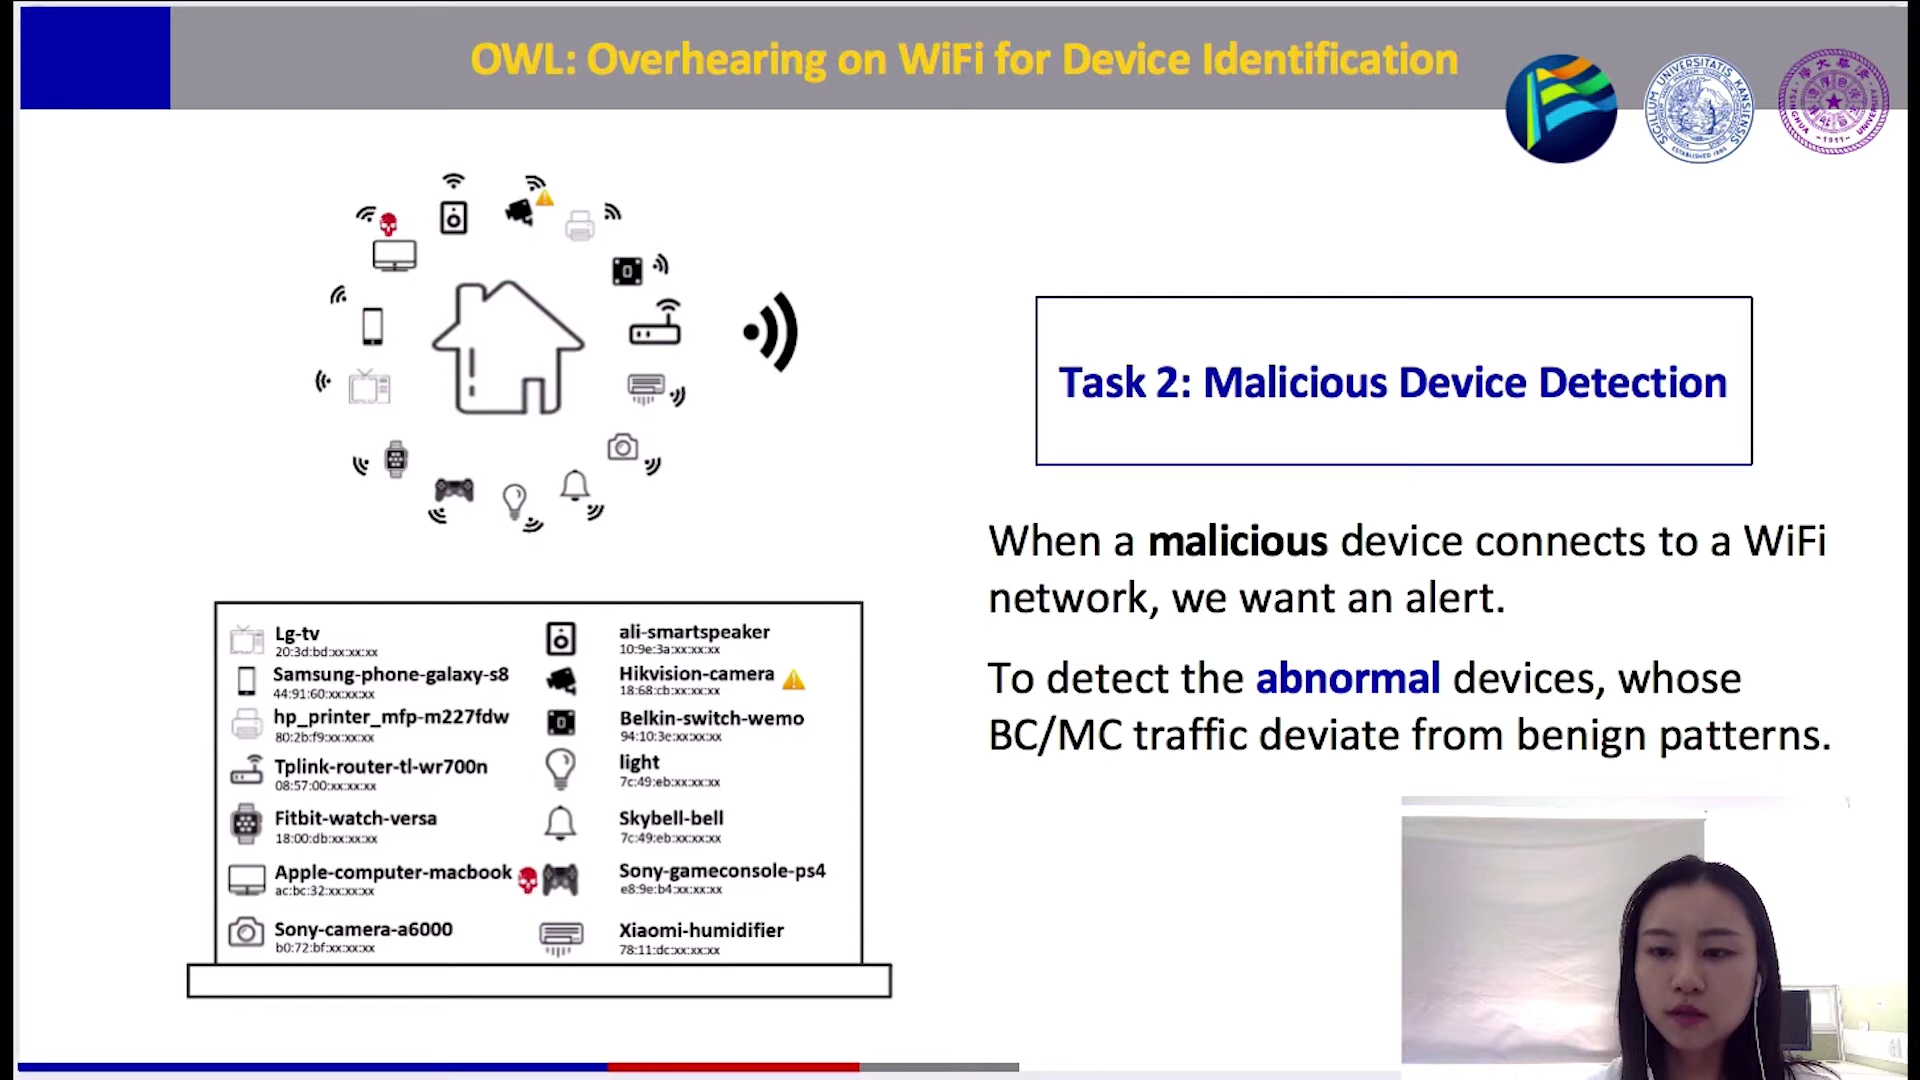 OWL: Overhearing on WiFi for Device Identification
SIGILLUM UNIVERSITATIS KANSIENSIS
ESTABLISHED 1865
TSINGHUA UNIVERSITY
-1911-
Task 2: Malicious Device Detection
When a malicious device connects to a WiFi
network, we want an alert.
To detect the abnormal devices, whose
BC/MC traffic deviate from benign patterns.
Lg-tv
20:3d:bd:xx:xx:xx
Samsung-phone-galaxy-s8
44:91:60:xx:xx:xx
hp_printer_mfp-m227fdw
80:2b:f9:xx:xx:xx
Tplink-router-tl-wr700n
08:57:00:xx:xx:xx
Fitbit-watch-versa
18:00:db:xx:xx:xx
Apple-computer-macbook
ac:bc:32:xx:xx:xx
Sony-camera-a6000
b0:72:bf:xx:xx:xx
ali-smartspeaker
10:9e:3a:xx:xx:xx
Hikvision-camera
18:68:cb:xx:xx:xx
Belkin-switch-wemo
94:10:3e:xx:xx:xx
light
7c:49:eb:xx:xx:xx
Skybell-bell
7c:49:eb:xx:xx:xx
Sony-gameconsole-ps4
e8:9e:b4:xx:xx:xx
Xiaomi-humidifier
78:11:dc:xx:xx:xx